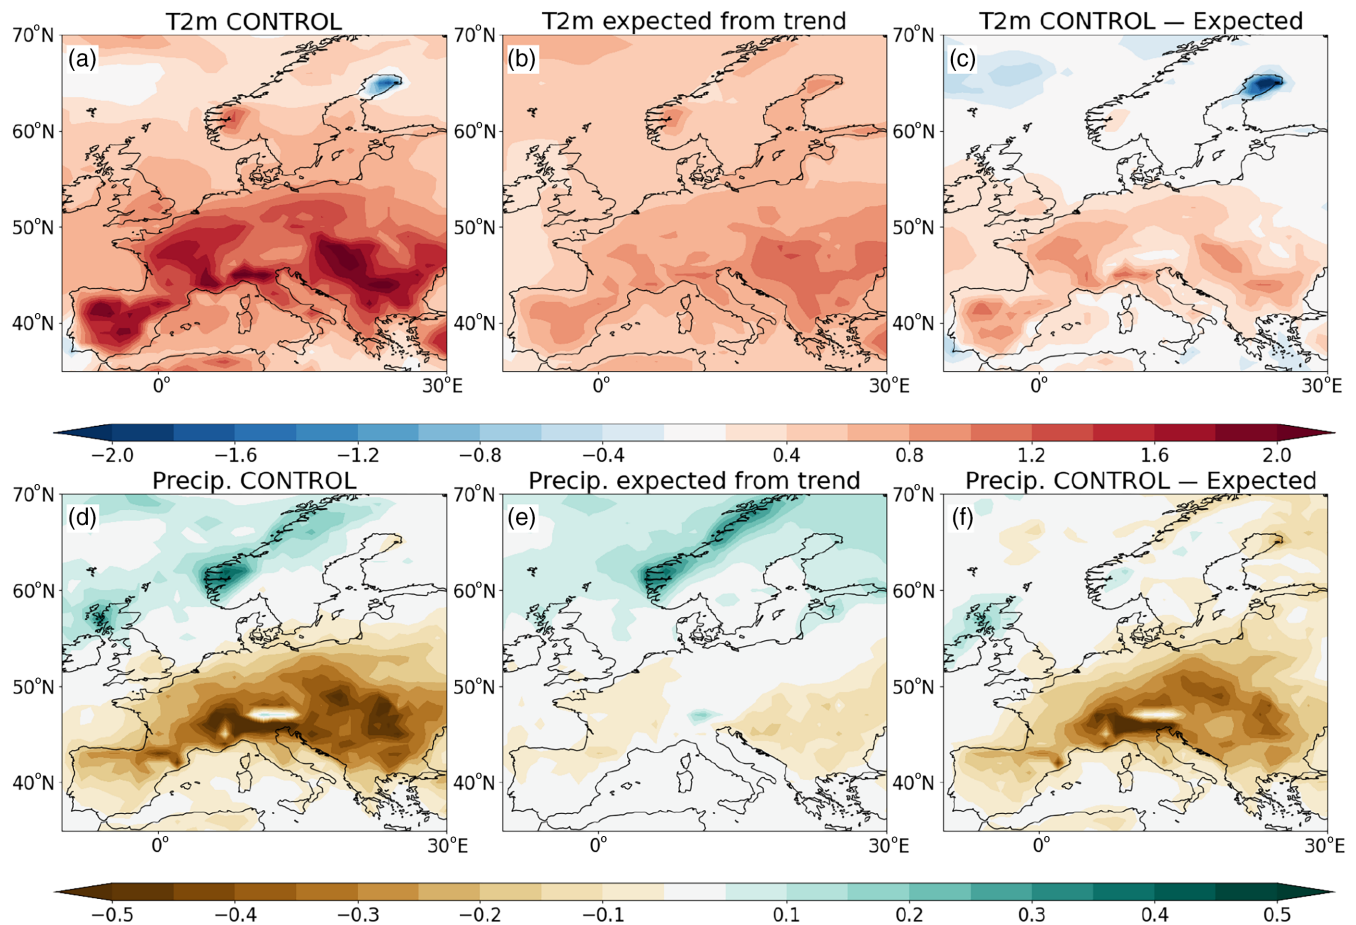 T2m CONTROL
T2m expected from trend
T2m CONTROL — Expected
(a)
(b)
(c)
70°N
60°N
50°N
40°N
0°
30°E
70°N
60°N
50°N
40°N
0°
30°E
70°N
60°N
50°N
40°N
0°
30°E
−2.0 −1.6 −1.2 −0.8 −0.4 0.4 0.8 1.2 1.6 2.0
Precip. CONTROL
Precip. expected from trend
Precip. CONTROL — Expected
(d)
(e)
(f)
70°N
60°N
50°N
40°N
0°
30°E
70°N
60°N
50°N
40°N
0°
30°E
70°N
60°N
50°N
40°N
0°
30°E
−0.5 −0.4 −0.3 −0.2 −0.1 0.1 0.2 0.3 0.4 0.5